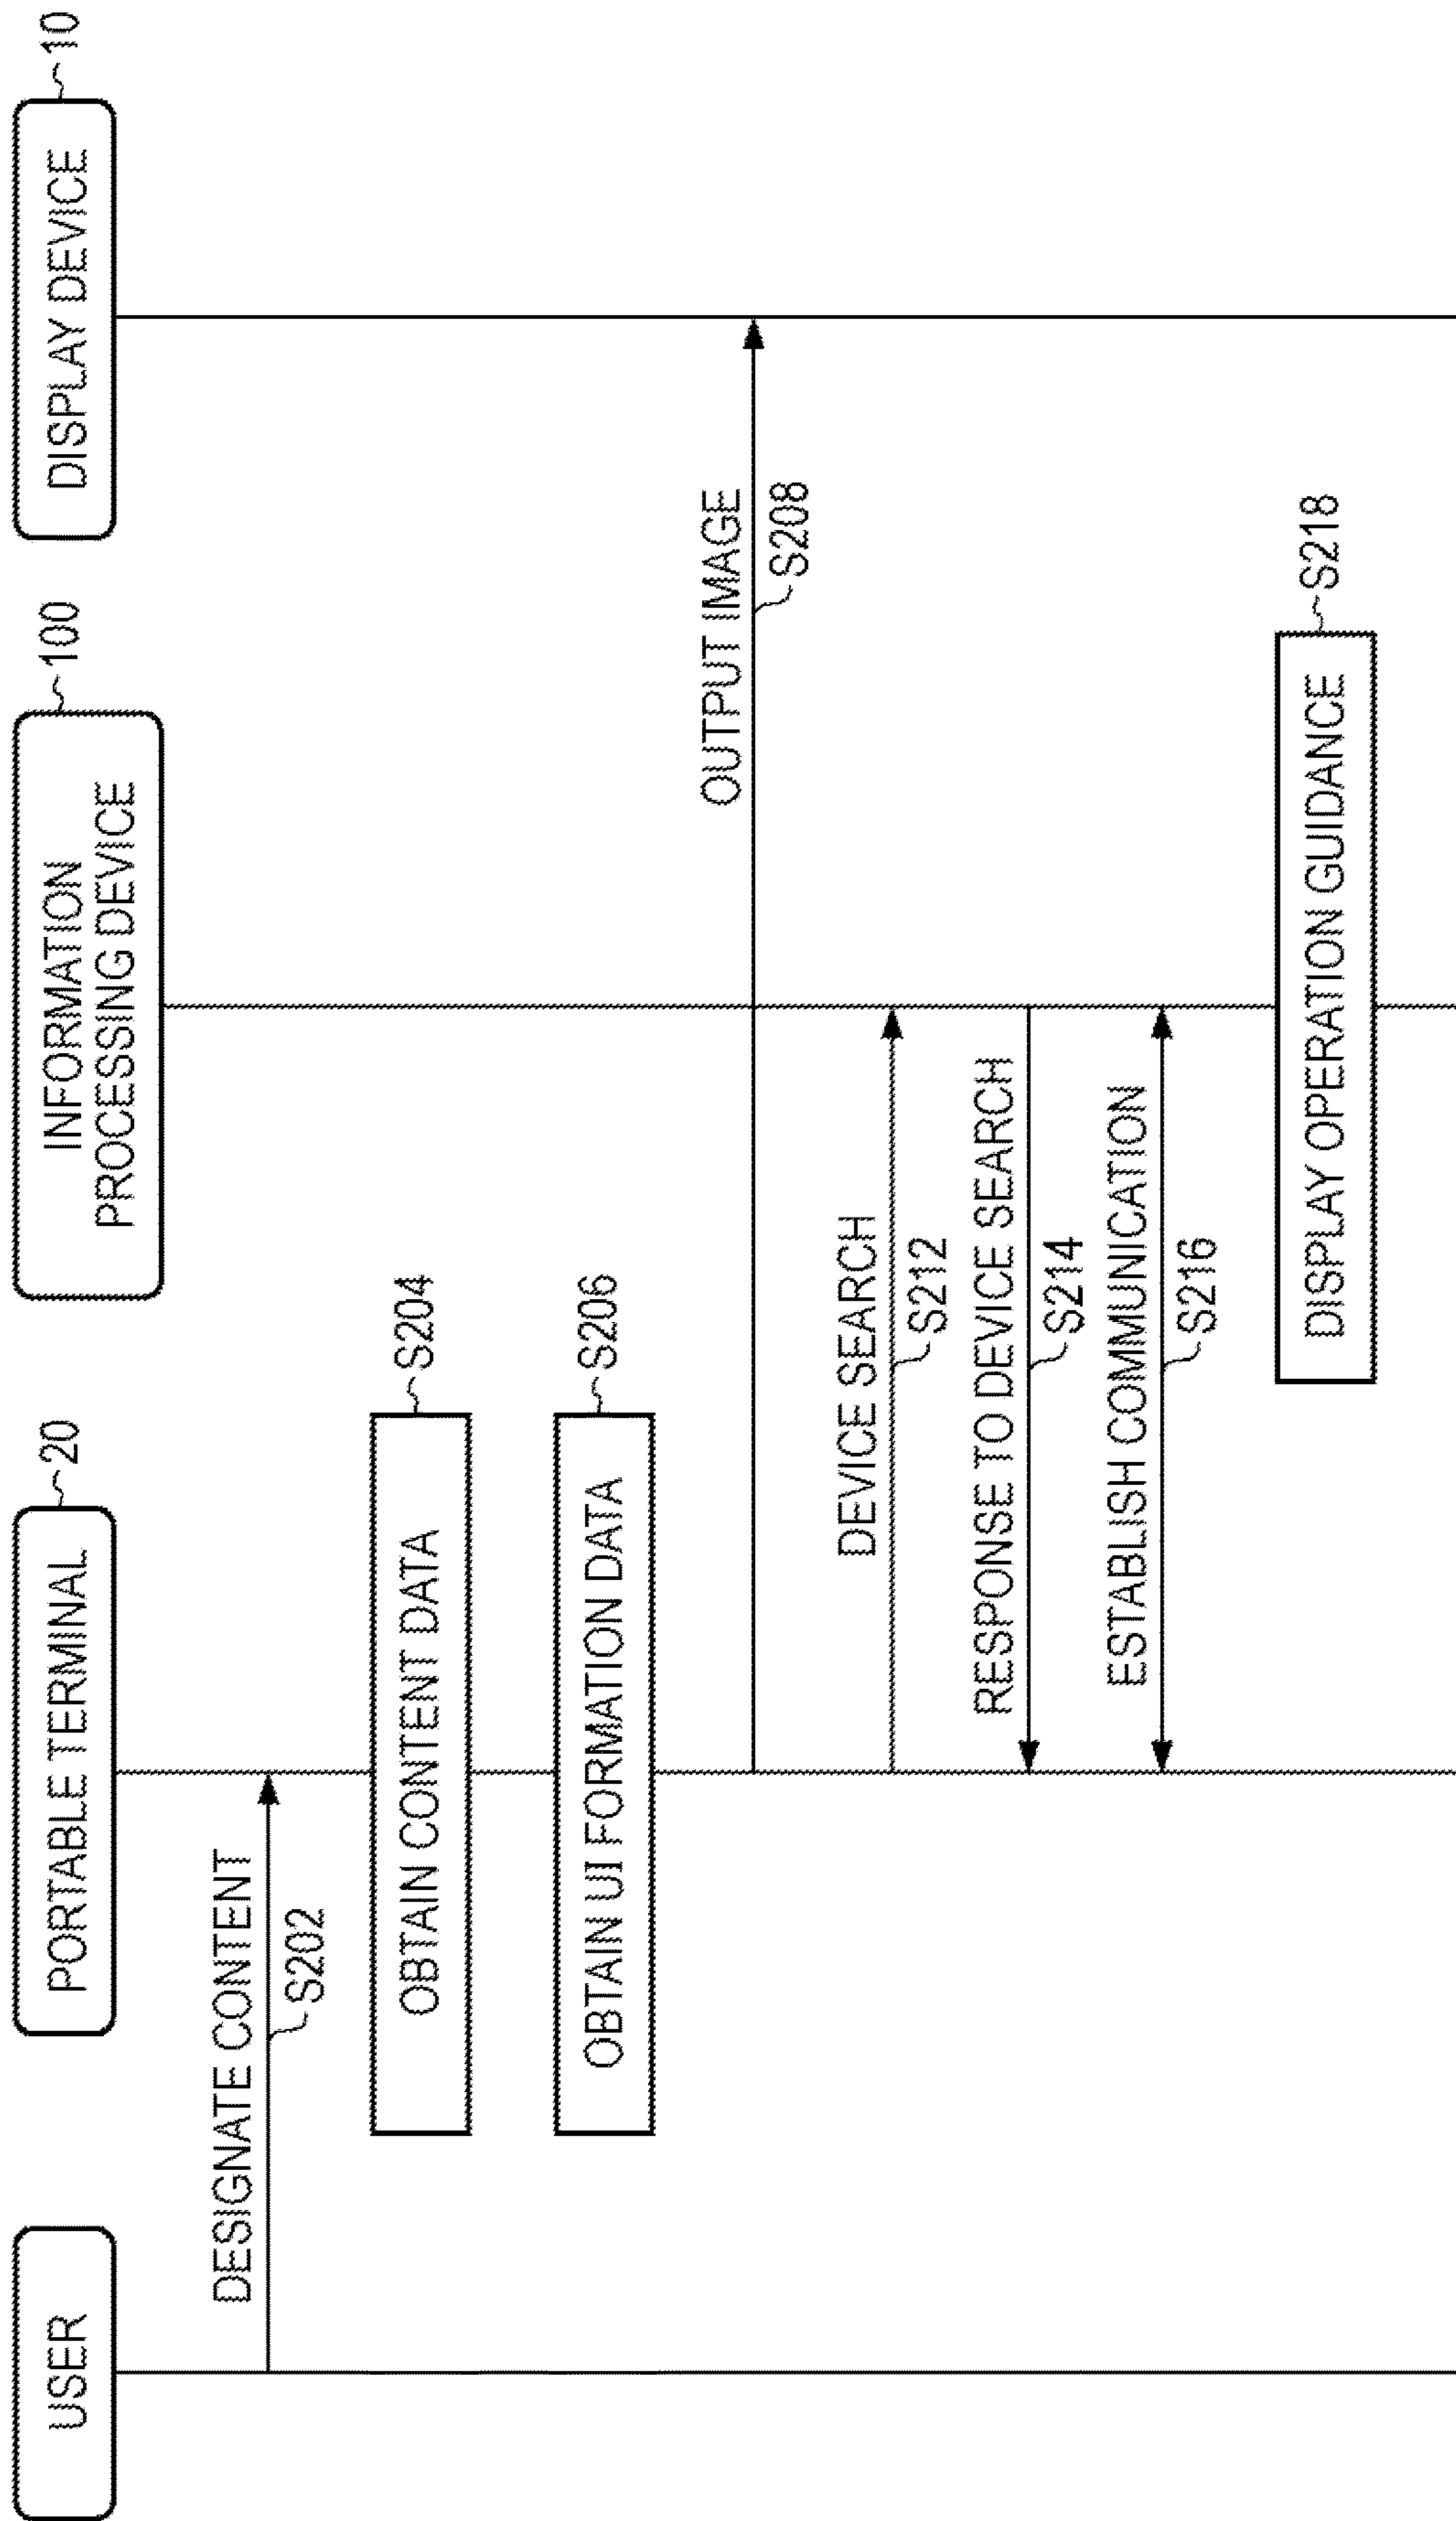 USER
PORTABLE TERMINAL
20
INFORMATION
PROCESSING DEVICE
100
DISPLAY DEVICE
10
DESIGNATE CONTENT
S202
OBTAIN CONTENT DATA
S204
OBTAIN UI FORMATION DATA
S206
OUTPUT IMAGE
S208
DEVICE SEARCH
S212
RESPONSE TO DEVICE SEARCH
S214
ESTABLISH COMMUNICATION
S216
DISPLAY OPERATION GUIDANCE
S218